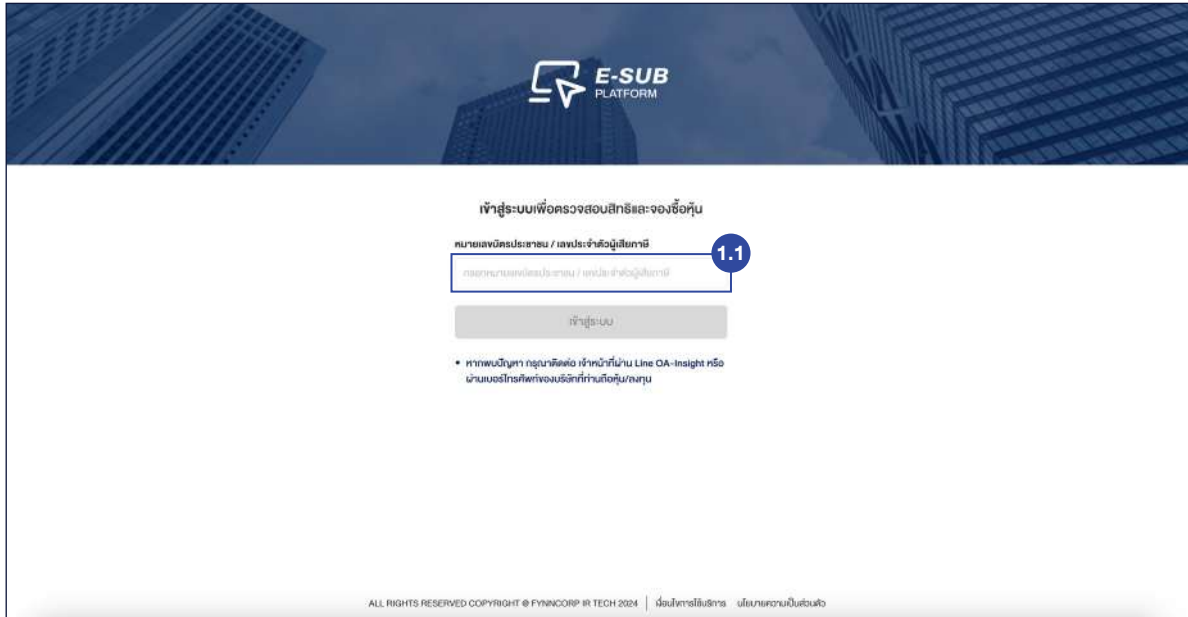 E-SUB
PLATFORM
เข้าสู่ระบบเพื่อตรวจสอบสิทธิและจองซื้อหุ้น
หมายเลขบัตรประชาชน / เลขประจำตัวผู้เสียภาษี
1.1
กรอกหมายเลขบัตรประชาชน / เลขประจำตัวผู้เสียภาษี
เข้าสู่ระบบ
• หากพบปัญหา กรุณาติดต่อ เจ้าหน้าที่ผ่าน Line OA-Insight หรือ
ผ่านเบอร์โทรศัพท์ของบริษัทที่ท่านถือหุ้น/ลงทุน
ALL RIGHTS RESERVED COPYRIGHT @ FYNNCORP IR TECH 2024 | เงื่อนไขการใช้บริการ นโยบายความเป็นส่วนตัว